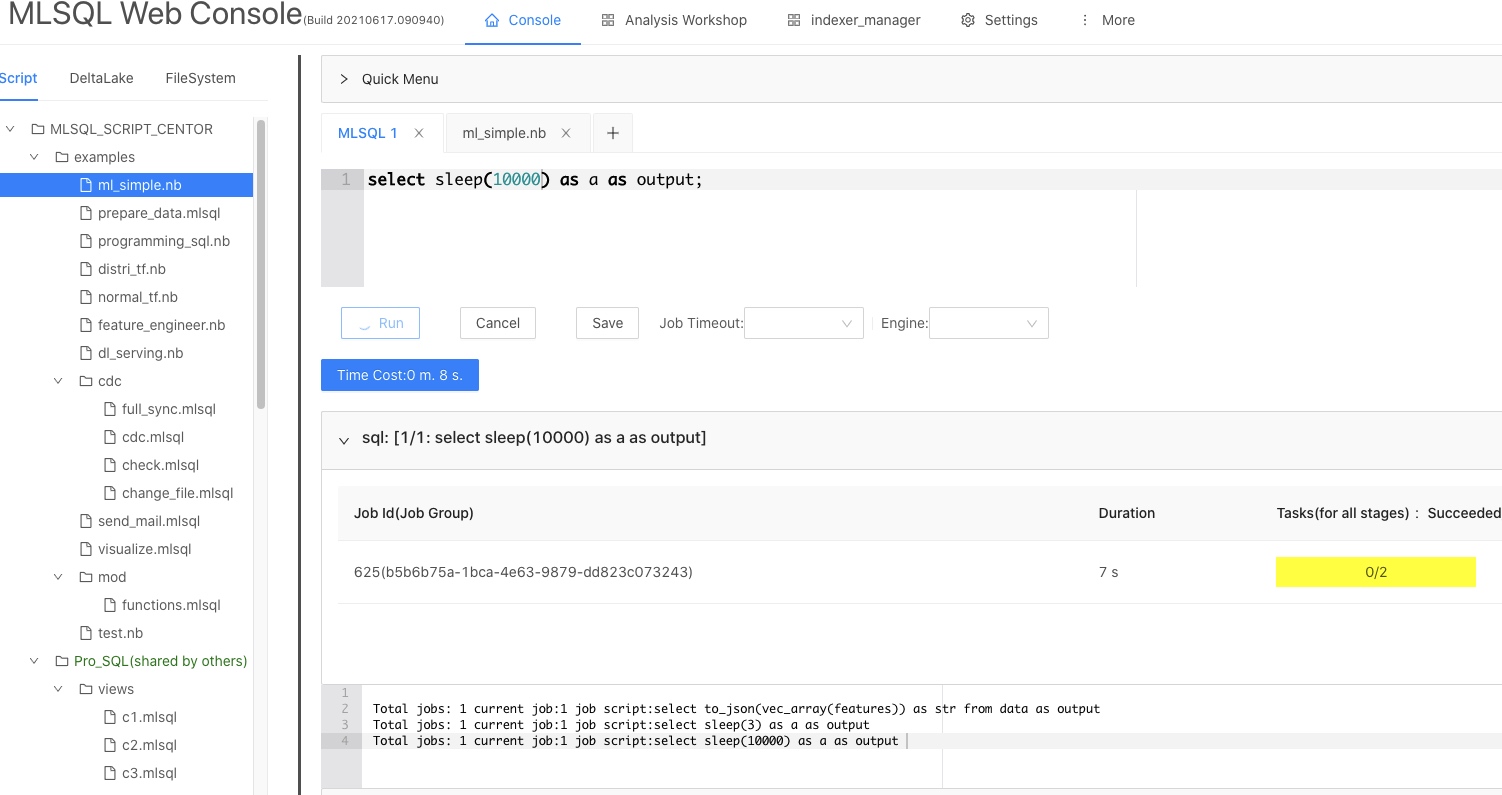 MLSQL Web Console(Build 20210617.090940)
Console
Analysis Workshop
indexer_manager
Settings
More
Script
DeltaLake
FileSystem
MLSQL_SCRIPT_CENTOR
examples
ml_simple.nb
prepare_data.mlsql
programming_sql.nb
distri_tf.nb
normal_tf.nb
feature_engineer.nb
dl_serving.nb
cdc
full_sync.mlsql
cdc.mlsql
check.mlsql
change_file.mlsql
send_mail.mlsql
visualize.mlsql
mod
functions.mlsql
test.nb
Pro_SQL(shared by others)
views
c1.mlsql
c2.mlsql
c3.mlsql
Quick Menu
MLSQL 1
ml_simple.nb
1 select sleep(10000) as a as output;
Run
Cancel
Save
Job Timeout:
Engine:
Time Cost:0 m. 8 s.
sql: [1/1: select sleep(10000) as a as output]
Job Id(Job Group)
Duration
Tasks(for all stages) : Succeeded
625(b5b6b75a-1bca-4e63-9879-dd823c073243)
7 s
0/2
1
2 Total jobs: 1 current job:1 job script:select to_json(vec_array(features)) as str from data as output
3 Total jobs: 1 current job:1 job script:select sleep(3) as a as output
4 Total jobs: 1 current job:1 job script:select sleep(10000) as a as output